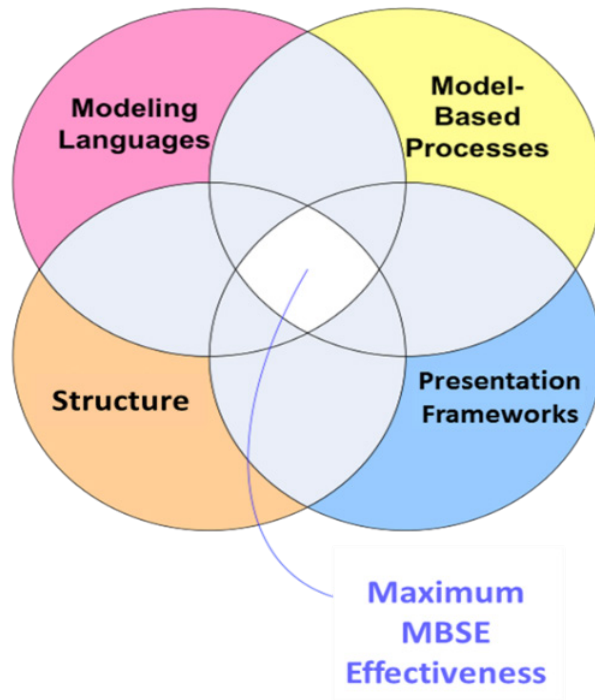 Modeling
Languages
Model-
Based
Processes
Structure
Presentation
Frameworks
Maximum
MBSE
Effectiveness